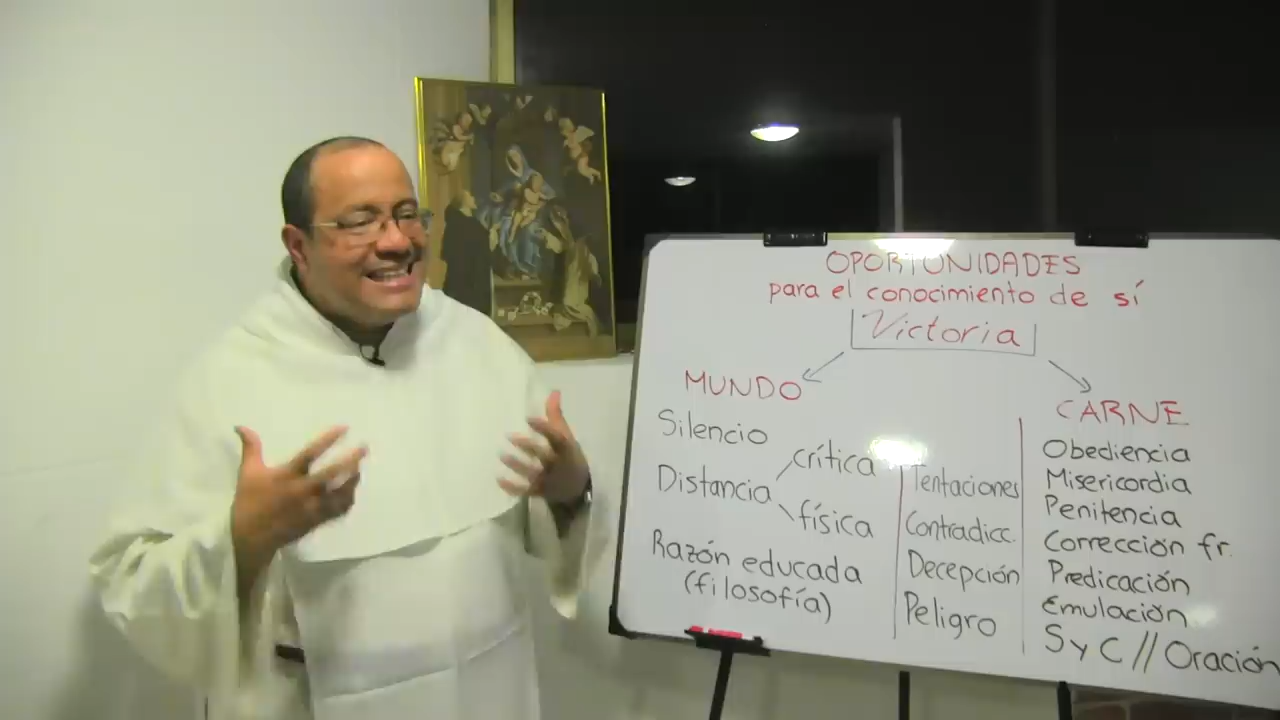 OPORTUNIDADES
para el conocimiento de sí
Victoria
MUNDO
Silencio
Distancia
crítica
física
Razón educada
(filosofía)
Tentaciones
Contradicc.
Decepción
Peligro
CARNE
Obediencia
Misericordia
Penitencia
Corrección fr.
Predicación
Emulación
S y C // Oración